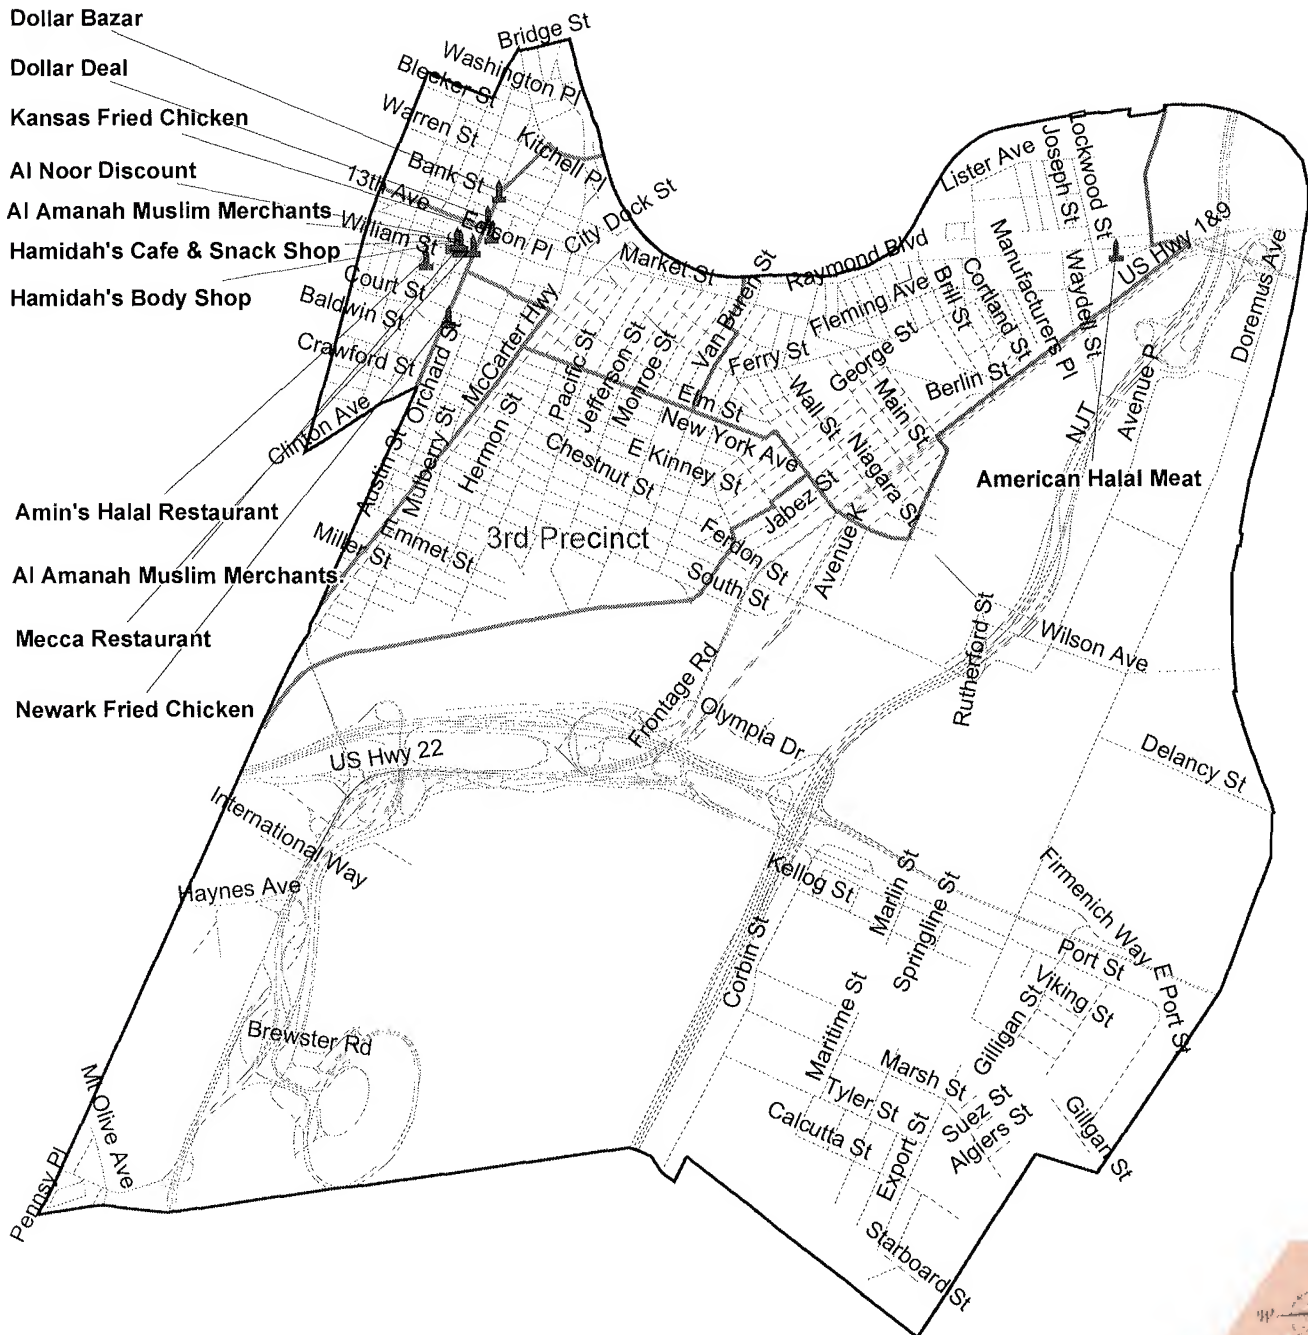 Dollar Bazar
Dollar Deal
Kansas Fried Chicken
Al Noor Discount
Al Amanah Muslim Merchants
Hamidah's Cafe & Snack Shop
Hamidah's Body Shop
Bridge St
Washington Pl
Bleeker St
Warren St
Kitchell Pl
Bank St
13th Ave
Edison Pl
City Dock St
William St
Market St
Court St
Baldwin St
Crawford St
Orchard St
McCarter Hwy
Clinton Ave
Austin St
Mulberry St
Hermon St
Pacific St
Jefferson St
Monroe St
Van Buren St
Raymond Blvd
Fleming Ave
Ferry St
George St
Wall St
Main St
Niagara St
Elm St
New York Ave
E Kinney St
Chestnut St
Jabez St
Avenue K
Ferdon St
South St
Emmet St
Miller St
3rd Precinct
Lister Ave
Joseph St
Lockwood St
Manufacturers Pl
Cortland St
Brill St
Waydell St
Berlin St
US Hwy 1&9
Doremus Ave
Avenue P
NJT
American Halal Meat
Amin's Halal Restaurant
Al Amanah Muslim Merchants
Mecca Restaurant
Newark Fried Chicken
Rutherford St
Wilson Ave
Frontage Rd
Olympia Dr
Delancy St
US Hwy 22
International Way
Haynes Ave
Kellog St
Marlin St
Springline St
Firmenich Way
Port St
E Port St
Viking St
Corbin St
Maritime St
Gilligan St
Brewster Rd
Marsh St
Tyler St
Calcutta St
Suez St
Algiers St
Export St
Gilligan St
Mt Olive Ave
Pennsy Pl
Starboard St
W